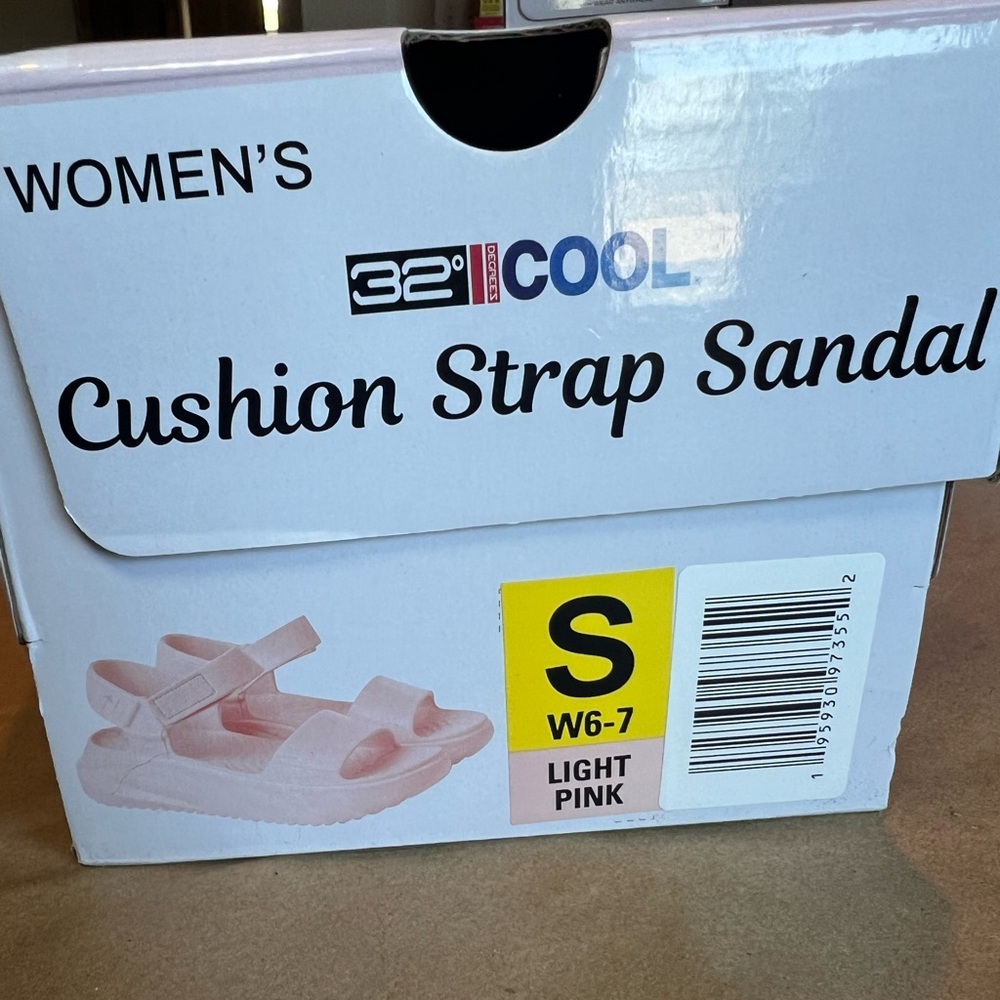 WOMEN'S
32° DEGREES COOL
Cushion Strap Sandal
S
W6-7
LIGHT
PINK
1 95930 97355 2